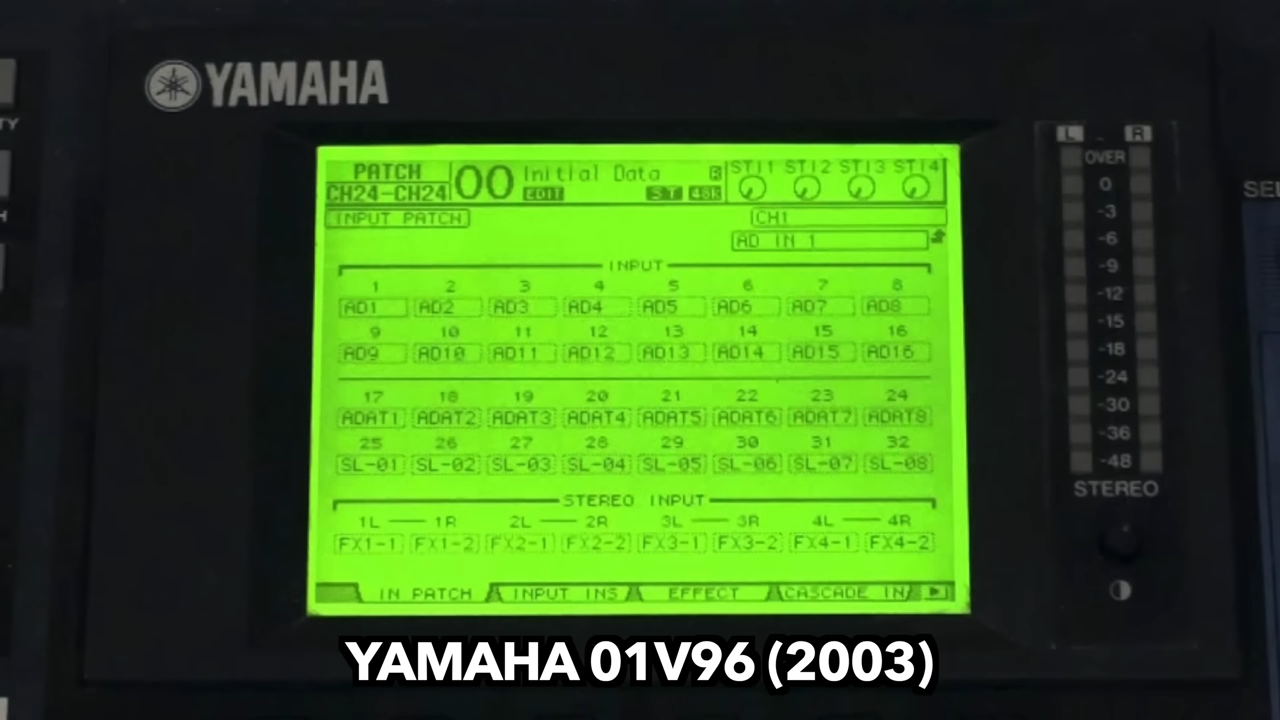 YAMAHA
TY
H
SEL
L - R
OVER
0
-3
-6
-9
-12
-15
-18
-24
-30
-36
-48
STEREO
PATCH
CH24-CH24
00
Initial Data
EDIT
ST 48K
ST11 ST12 ST13 ST14
INPUT PATCH
CH1
AD IN 1
INPUT
1 2 3 4 5 6 7 8
AD1 AD2 AD3 AD4 AD5 AD6 AD7 AD8
9 10 11 12 13 14 15 16
AD9 AD10 AD11 AD12 AD13 AD14 AD15 AD16
17 18 19 20 21 22 23 24
ADAT1 ADAT2 ADAT3 ADAT4 ADAT5 ADAT6 ADAT7 ADAT8
25 26 27 28 29 30 31 32
SL-01 SL-02 SL-03 SL-04 SL-05 SL-06 SL-07 SL-08
STEREO INPUT
1L 1R 2L 2R 3L 3R 4L 4R
FX1-1 FX1-2 FX2-1 FX2-2 FX3-1 FX3-2 FX4-1 FX4-2
IN PATCH INPUT INS EFFECT CASCADE IN
YAMAHA 01V96 (2003)